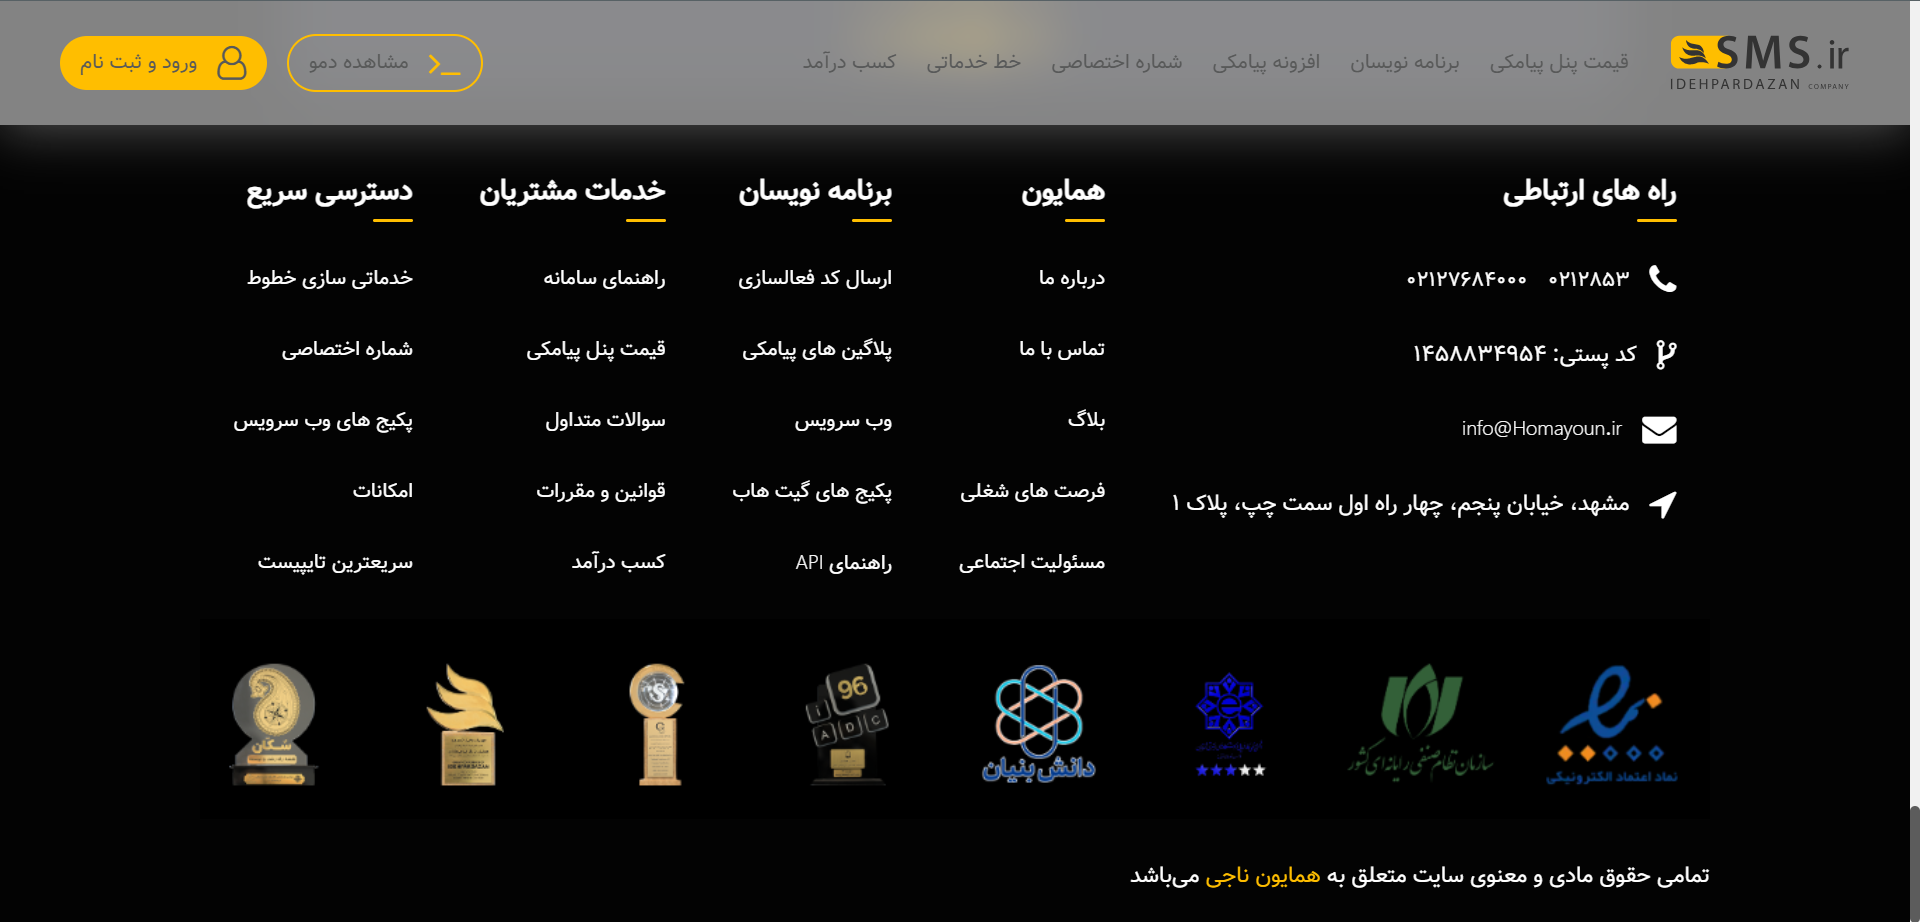 SMS.ir
IDEHPARDAZAN COMPANY
قیمت پنل پیامکی
برنامه نویسان
افزونه پیامکی
شماره اختصاصی
خط خدماتی
کسب درآمد
مشاهده دمو
ورود و ثبت نام
راه های ارتباطی
۰۲۱۲۸۵۳ ۰۲۱۲۷۶۸۴۰۰۰
کد پستی: ۱۴۵۸۸۳۴۹۵۴
info@Homayoun.ir
مشهد، خیابان پنجم، چهار راه اول سمت چپ، پلاک ۱
همایون
درباره ما
تماس با ما
بلاگ
فرصت های شغلی
مسئولیت اجتماعی
برنامه نویسان
ارسال کد فعالسازی
پلاگین های پیامکی
وب سرویس
پکیج های گیت هاب
راهنمای API
خدمات مشتریان
راهنمای سامانه
قیمت پنل پیامکی
سوالات متداول
قوانین و مقررات
کسب درآمد
دسترسی سریع
خدماتی سازی خطوط
شماره اختصاصی
پکیج های وب سرویس
امکانات
سریعترین تایپیست
نماد اعتماد الکترونیکی
سازمان نظام صنفی رایانه ای کشور
دانش بنیان
96
i
A D C
تمامی حقوق مادی و معنوی سایت متعلق به همایون ناجی می‌باشد